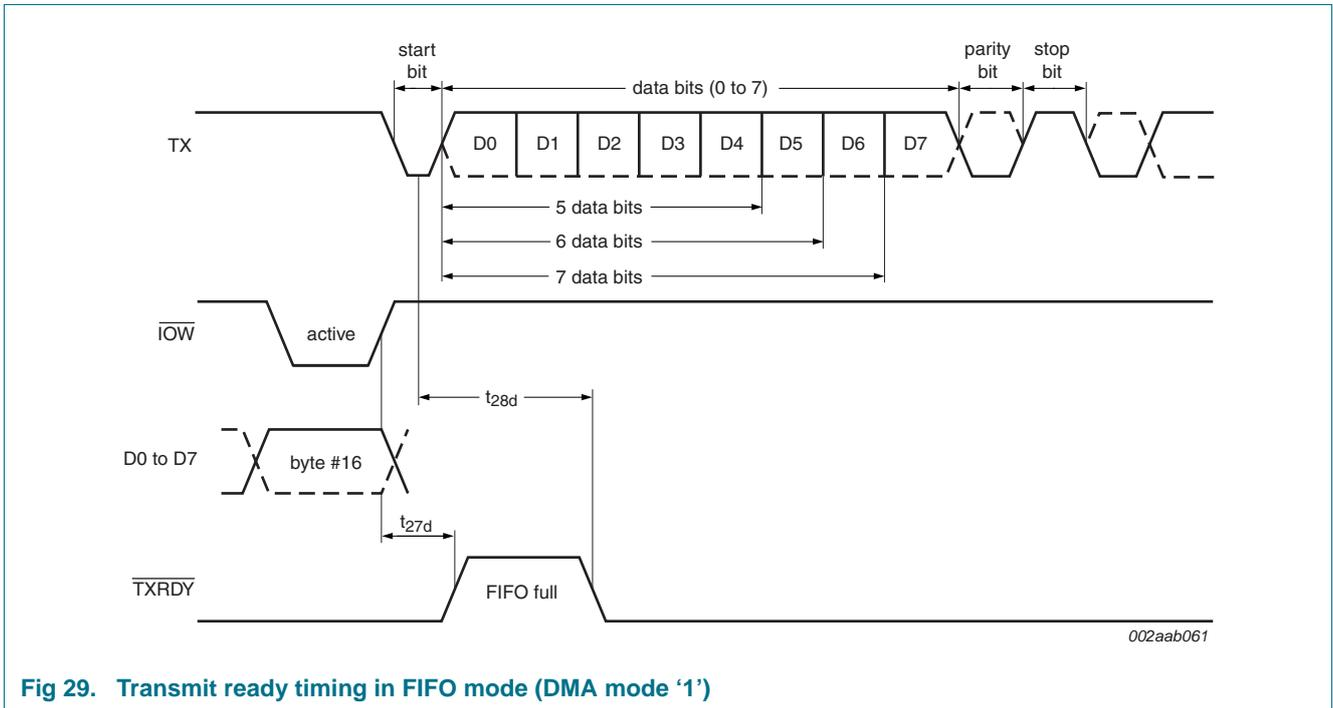 start
bit
data bits (0 to 7)
parity
bit
stop
bit
TX
D0
D1
D2
D3
D4
D5
D6
D7
5 data bits
6 data bits
7 data bits
IOW
active
t28d
D0 to D7
byte #16
t27d
TXRDY
FIFO full
002aab061
Fig 29. Transmit ready timing in FIFO mode (DMA mode ‘1’)